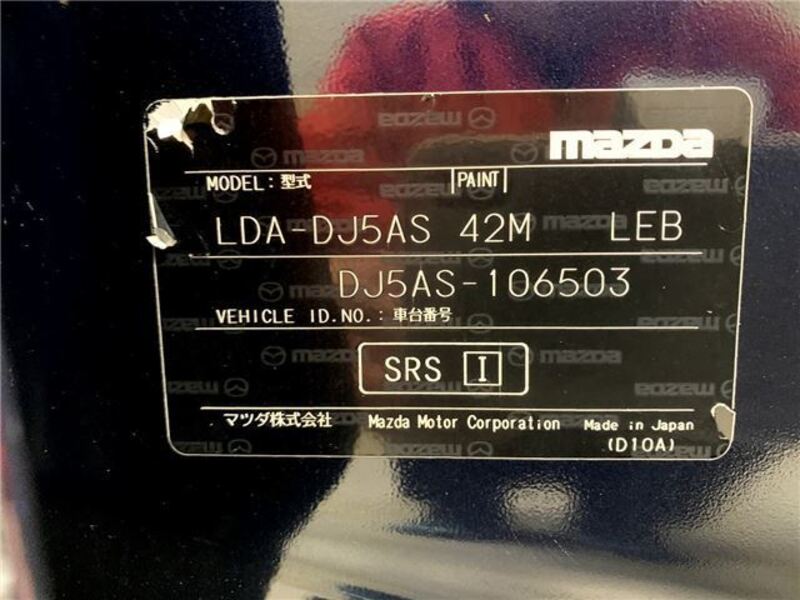 mazda
MODEL: 型式 PAINT
LDA-DJ5AS 42M LEB
DJ5AS-106503
VEHICLE ID.NO.: 車台番号
SRS I
マツダ株式会社 Mazda Motor Corporation Made in Japan
(D10A)